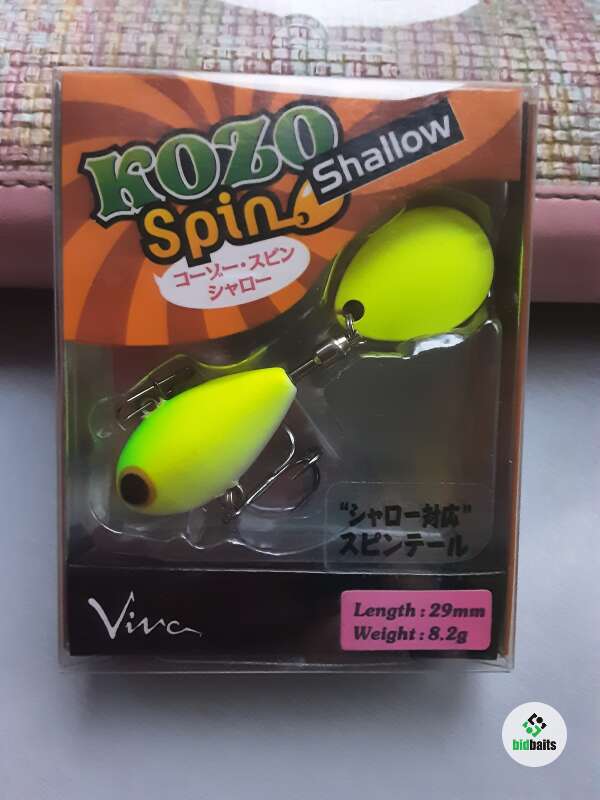 KOZO
Shallow
Spin
コーゾー・スピン
シャロー
"シャロー対応"
スピンテール
Viva
Length : 29mm
Weight : 8.2g
bidbaits